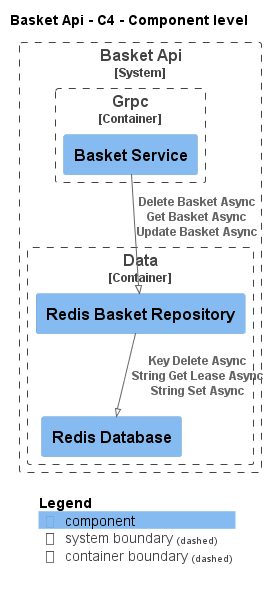 Basket Api - C4 - Component level
Basket Api
[System]
Grpc
[Container]
Basket Service
Delete Basket Async
Get Basket Async
Update Basket Async
Data
[Container]
Redis Basket Repository
Key Delete Async
String Get Lease Async
String Set Async
Redis Database
Legend
component
system boundary (dashed)
container boundary (dashed)